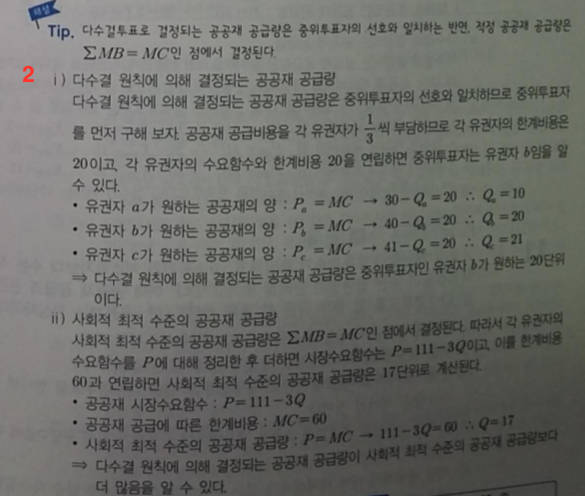 해설
Tip. 다수결투표로 결정되는 공공재 공급량은 중위투표자의 선호와 일치하는 반면, 적정 공공재 공급량은
∑MB=MC인 점에서 결정된다.
2
ⅰ) 다수결 원칙에 의해 결정되는 공공재 공급량
다수결 원칙에 의해 결정되는 공공재 공급량은 중위투표자의 선호와 일치하므로 중위투표자
를 먼저 구해 보자. 공공재 공급비용을 각 유권자가 1/3씩 부담하므로 각 유권자의 한계비용은
20이고, 각 유권자의 수요함수와 한계비용 20을 연립하면 중위투표자는 유권자 b임을 알
수 있다.
• 유권자 a가 원하는 공공재의 양 : Pₐ=MC → 30-Qₐ=20 ∴ Qₐ=10
• 유권자 b가 원하는 공공재의 양 : P_b=MC → 40-Q_b=20 ∴ Q_b=20
• 유권자 c가 원하는 공공재의 양 : P_c=MC → 41-Q_c=20 ∴ Q_c=21
⇒ 다수결 원칙에 의해 결정되는 공공재 공급량은 중위투표자인 유권자 b가 원하는 20단위
이다.
ⅱ) 사회적 최적 수준의 공공재 공급량
사회적 최적 수준의 공공재 공급량은 ∑MB=MC인 점에서 결정된다. 따라서 각 유권자의
수요함수를 P에 대해 정리한 후 더하면 시장수요함수는 P=111-3Q이고, 이를 한계비용
60과 연립하면 사회적 최적 수준의 공공재 공급량은 17단위로 계산된다.
• 공공재 시장수요함수 : P=111-3Q
• 공공재 공급에 따른 한계비용 : MC=60
• 사회적 최적 수준의 공공재 공급량 : P=MC → 111-3Q=60 ∴ Q=17
⇒ 다수결 원칙에 의해 결정되는 공공재 공급량이 사회적 최적 수준의 공공재 공급량보다
더 많음을 알 수 있다.